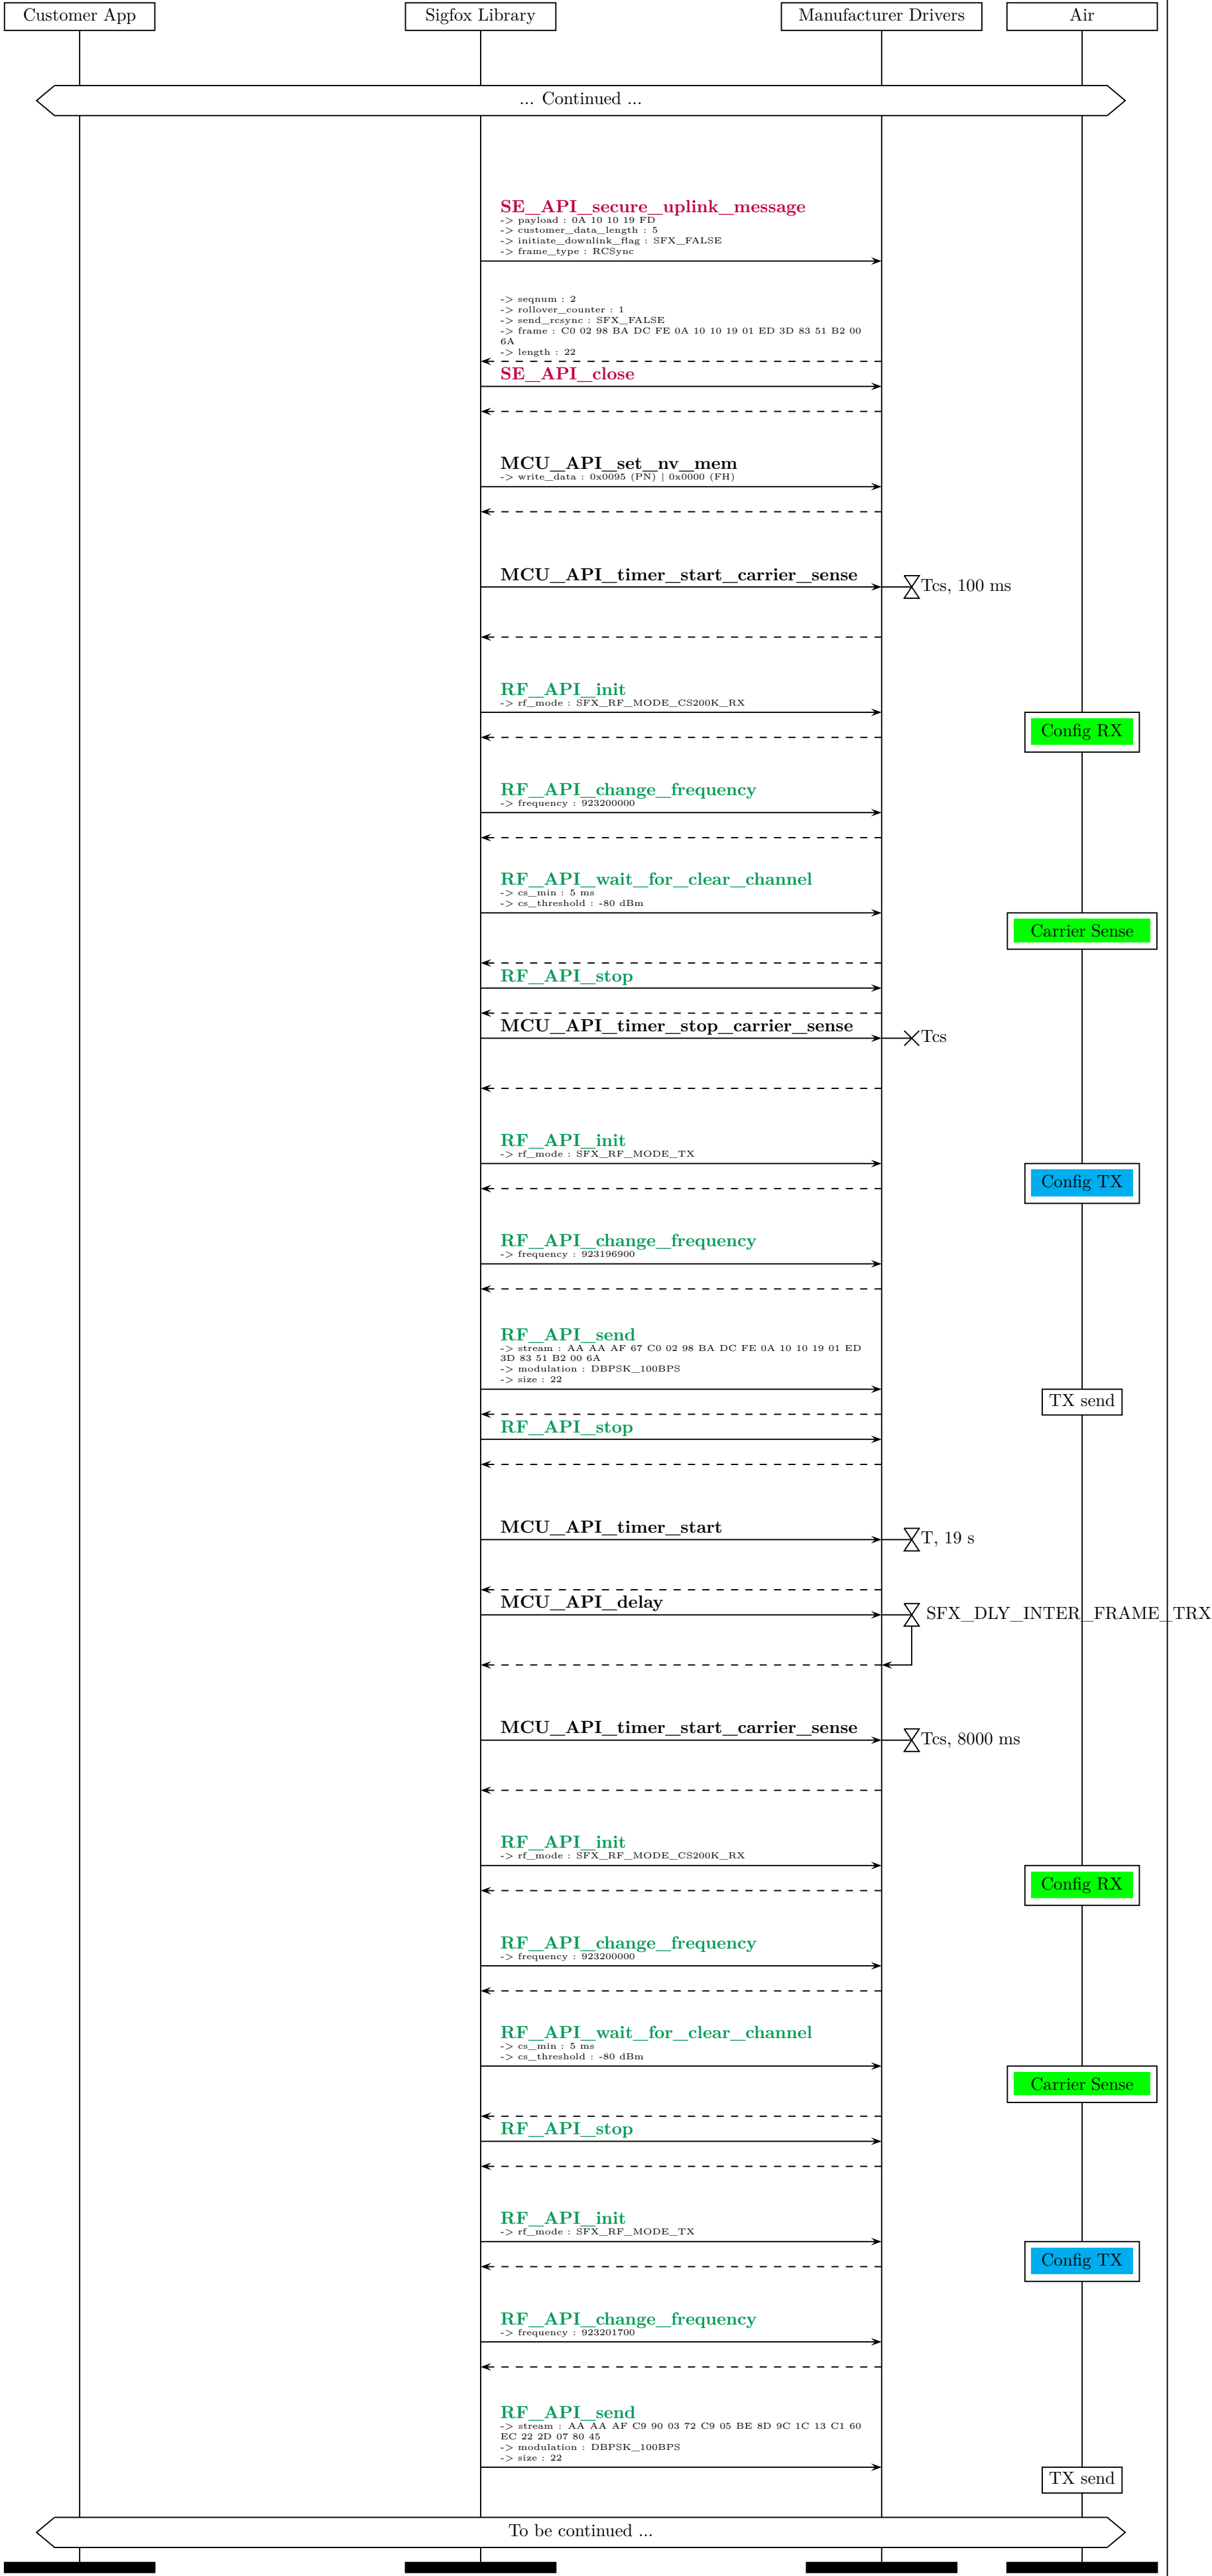 Customer App
Sigfox Library
Manufacturer Drivers
Air
... Continued ...
SE_API_secure_uplink_message
-> payload : 0A 10 10 19 FD
-> customer_data_length : 5
-> initiate_downlink_flag : SFX_FALSE
-> frame_type : RCSync
-> seqnum : 2
-> rollover_counter : 1
-> send_rcsync : SFX_FALSE
-> frame : C0 02 98 BA DC FE 0A 10 10 19 01 ED 3D 83 51 B2 00
6A
-> length : 22
SE_API_close
MCU_API_set_nv_mem
-> write_data : 0x0095 (PN) | 0x0000 (FH)
MCU_API_timer_start_carrier_sense
Tcs, 100 ms
RF_API_init
-> rf_mode : SFX_RF_MODE_CS200K_RX
Config RX
RF_API_change_frequency
-> frequency : 923200000
RF_API_wait_for_clear_channel
-> cs_min : 5 ms
-> cs_threshold : -80 dBm
Carrier Sense
RF_API_stop
MCU_API_timer_stop_carrier_sense
Tcs
RF_API_init
-> rf_mode : SFX_RF_MODE_TX
Config TX
RF_API_change_frequency
-> frequency : 923196900
RF_API_send
-> stream : AA AA AF 67 C0 02 98 BA DC FE 0A 10 10 19 01 ED
3D 83 51 B2 00 6A
-> modulation : DBPSK_100BPS
-> size : 22
TX send
RF_API_stop
MCU_API_timer_start
T, 19 s
MCU_API_delay
SFX_DLY_INTER_FRAME_TRX
MCU_API_timer_start_carrier_sense
Tcs, 8000 ms
RF_API_init
-> rf_mode : SFX_RF_MODE_CS200K_RX
Config RX
RF_API_change_frequency
-> frequency : 923200000
RF_API_wait_for_clear_channel
-> cs_min : 5 ms
-> cs_threshold : -80 dBm
Carrier Sense
RF_API_stop
RF_API_init
-> rf_mode : SFX_RF_MODE_TX
Config TX
RF_API_change_frequency
-> frequency : 923201700
RF_API_send
-> stream : AA AA AF C9 90 03 72 C9 05 BE 8D 9C 1C 13 C1 60
EC 22 2D 07 80 45
-> modulation : DBPSK_100BPS
-> size : 22
TX send
To be continued ...